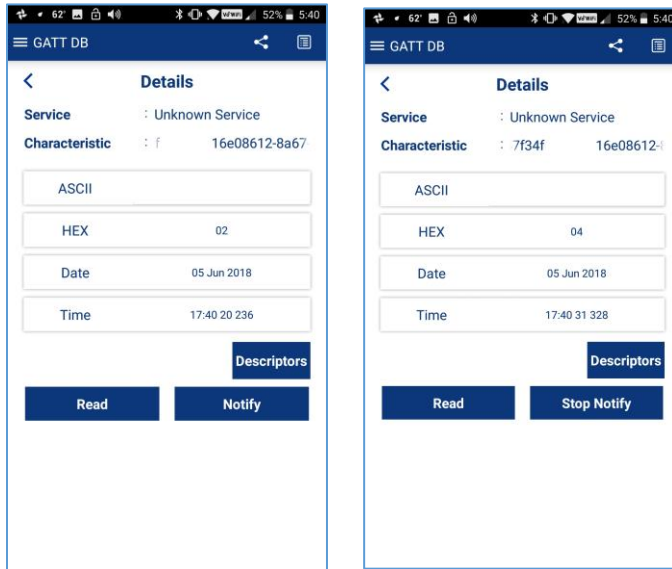 62° 52% 5:40
GATT DB
Details
Service : Unknown Service
Characteristic : f 16e08612-8a67
ASCII
HEX 02
Date 05 Jun 2018
Time 17:40 20 236
Descriptors
Read Notify
62° 52% 5:40
GATT DB
Details
Service : Unknown Service
Characteristic : 7f34f 16e08612-
ASCII
HEX 04
Date 05 Jun 2018
Time 17:40 31 328
Descriptors
Read Stop Notify